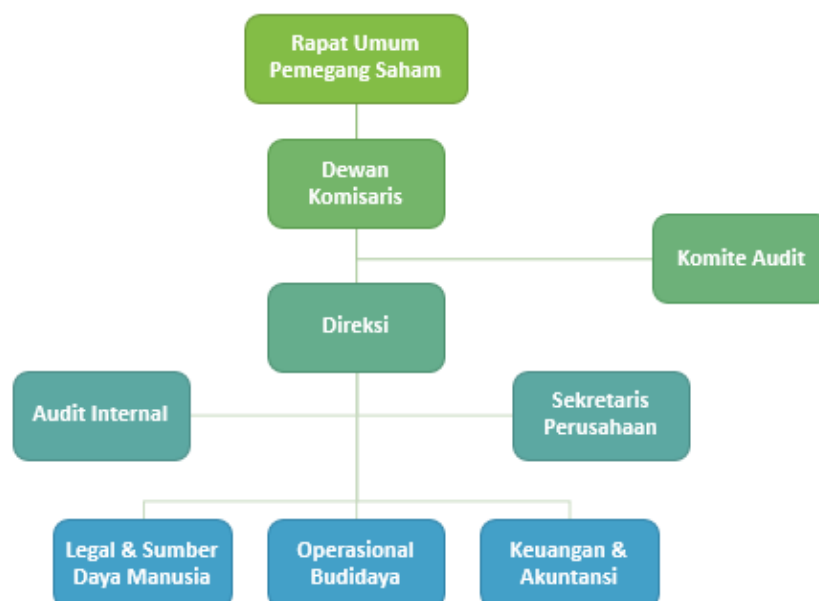 Rapat Umum
Pemegang Saham
Dewan
Komisaris
Komite Audit
Direksi
Audit Internal
Sekretaris
Perusahaan
Legal & Sumber
Daya Manusia
Operasional
Budidaya
Keuangan &
Akuntansi